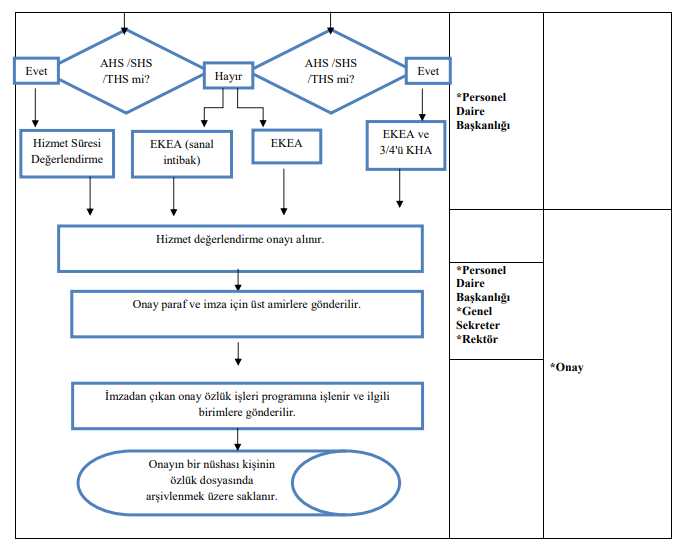 AHS /SHS
/THS mi?
AHS /SHS
/THS mi?
Evet
Hayır
Evet
*Personel
Daire
Başkanlığı
Hizmet Süresi
Değerlendirme
EKEA (sanal
intibak)
EKEA
EKEA ve
3/4'ü KHA
Hizmet değerlendirme onayı alınır.
*Personel
Daire
Başkanlığı
*Genel
Sekreter
*Rektör
Onay paraf ve imza için üst amirlere gönderilir.
*Onay
İmzadan çıkan onay özlük işleri programına işlenir ve ilgili
birimlere gönderilir.
Onayın bir nüshası kişinin
özlük dosyasında
arşivlenmek üzere saklanır.